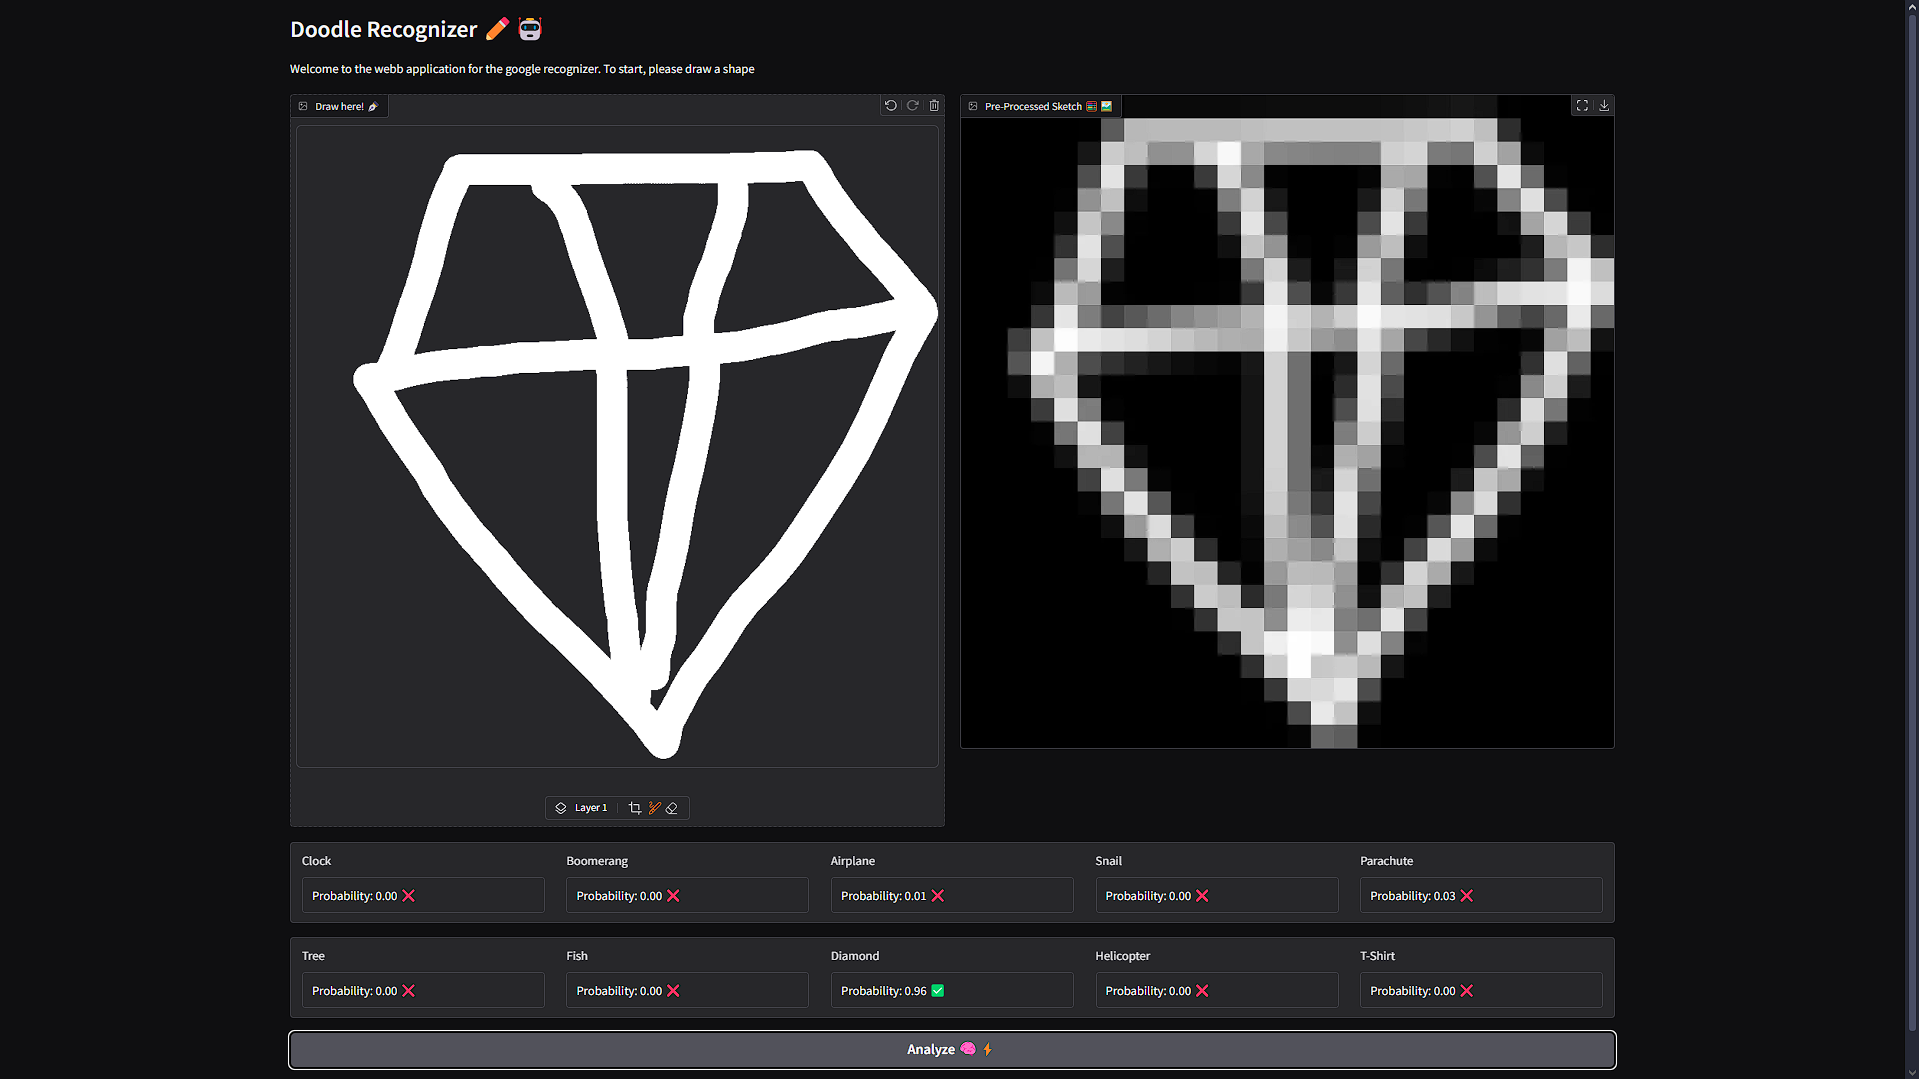 Doodle Recognizer ✏️ 🤖
Welcome to the webb application for the google recognizer. To start, please draw a shape
Draw here! 🖋️
Pre-Processed Sketch 🧮 🖼️
Layer 1
Clock Boomerang Airplane Snail Parachute
Probability: 0.00 ❌ Probability: 0.00 ❌ Probability: 0.01 ❌ Probability: 0.00 ❌ Probability: 0.03 ❌
Tree Fish Diamond Helicopter T-Shirt
Probability: 0.00 ❌ Probability: 0.00 ❌ Probability: 0.96 ✅ Probability: 0.00 ❌ Probability: 0.00 ❌
Analyze 🧠⚡